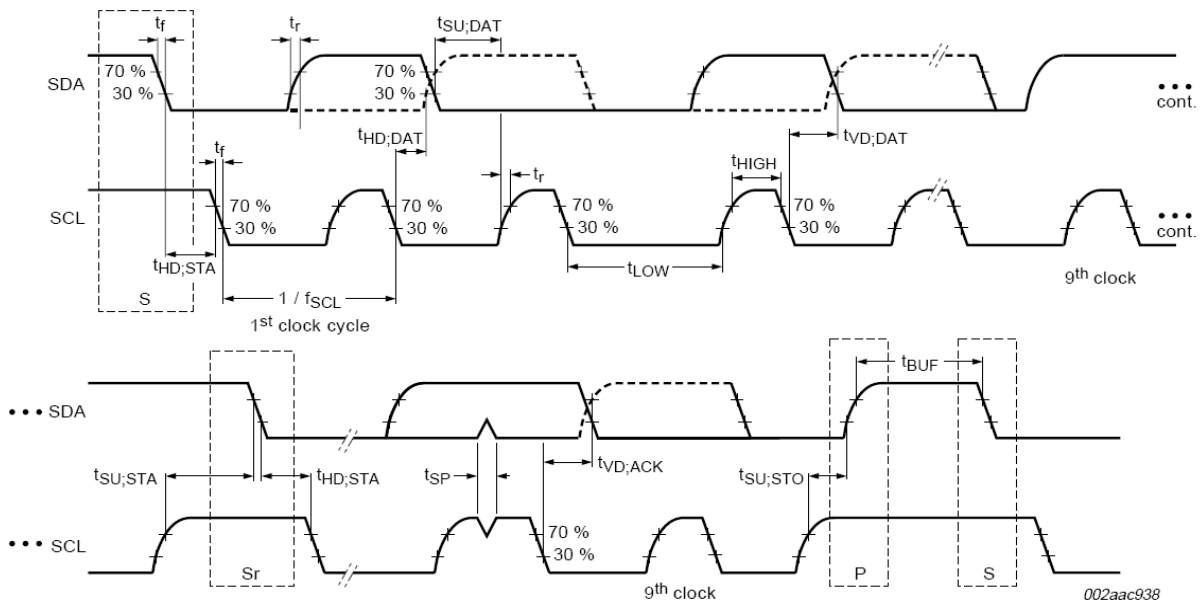 tf
tr
tSU;DAT
SDA
70 %
30 %
70 %
30 %
cont.
tHD;DAT
tVD;DAT
tf
tr
tHIGH
SCL
70 %
30 %
70 %
30 %
70 %
30 %
70 %
30 %
cont.
tHD;STA
tLOW
S
1 / fSCL
1st clock cycle
9th clock
tBUF
••• SDA
tSU;STA
tHD;STA
tSP
tVD;ACK
tSU;STO
••• SCL
70 %
30 %
Sr
9th clock
P
S
002aac938